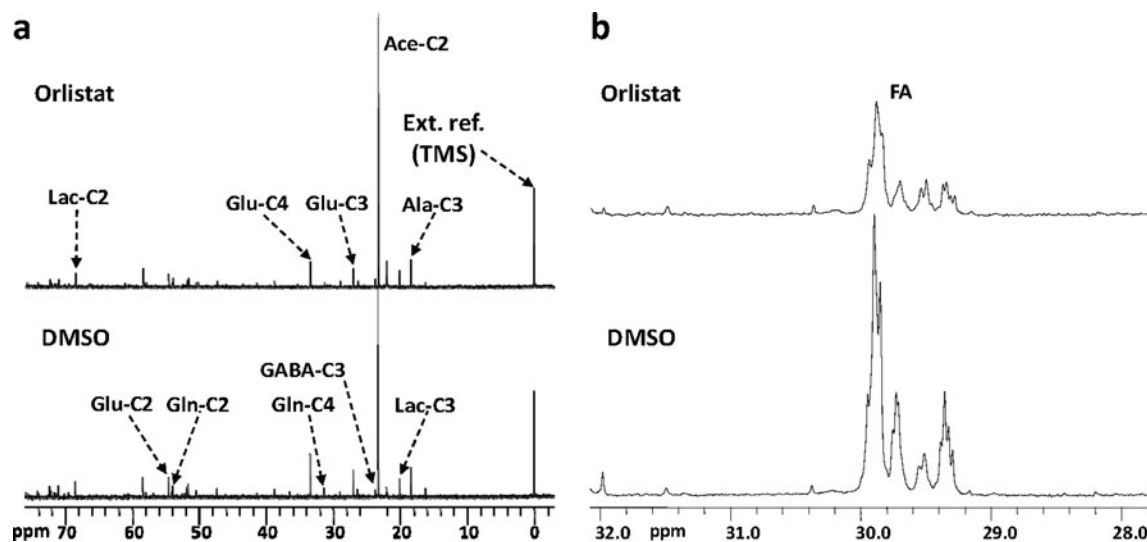 a
Orlistat
Ace-C2
Ext. ref.
(TMS)
Lac-C2
Glu-C4
Glu-C3
Ala-C3
DMSO
GABA-C3
Glu-C2
Gln-C2
Gln-C4
Lac-C3
ppm 70 60 50 40 30 20 10 0
b
Orlistat
FA
DMSO
32.0 ppm 31.0 30.0 29.0 28.0